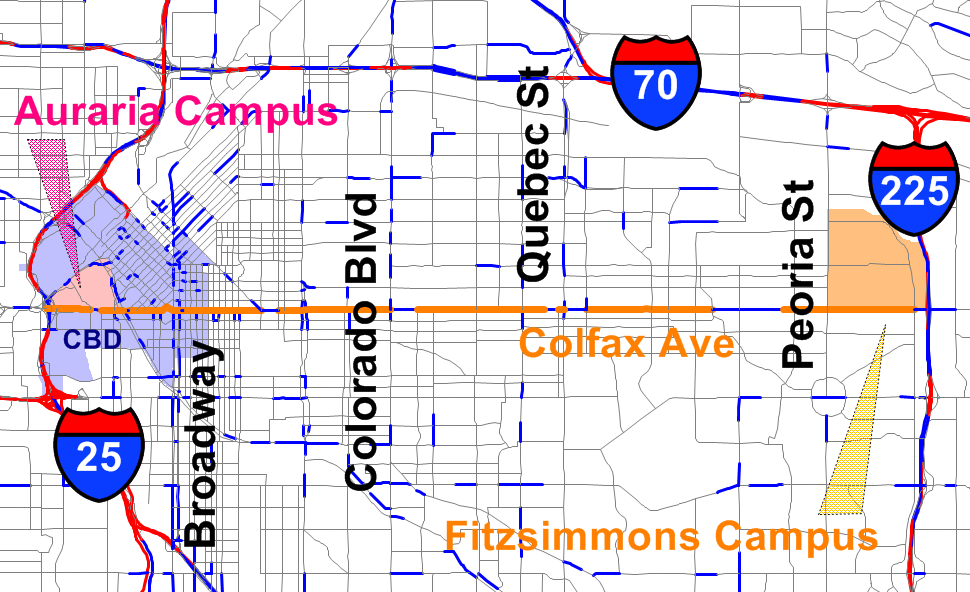 70
Auraria Campus
225
Quebec St
Peoria St
Colorado Blvd
CBD
Colfax Ave
Broadway
25
Fitzsimmons Campus